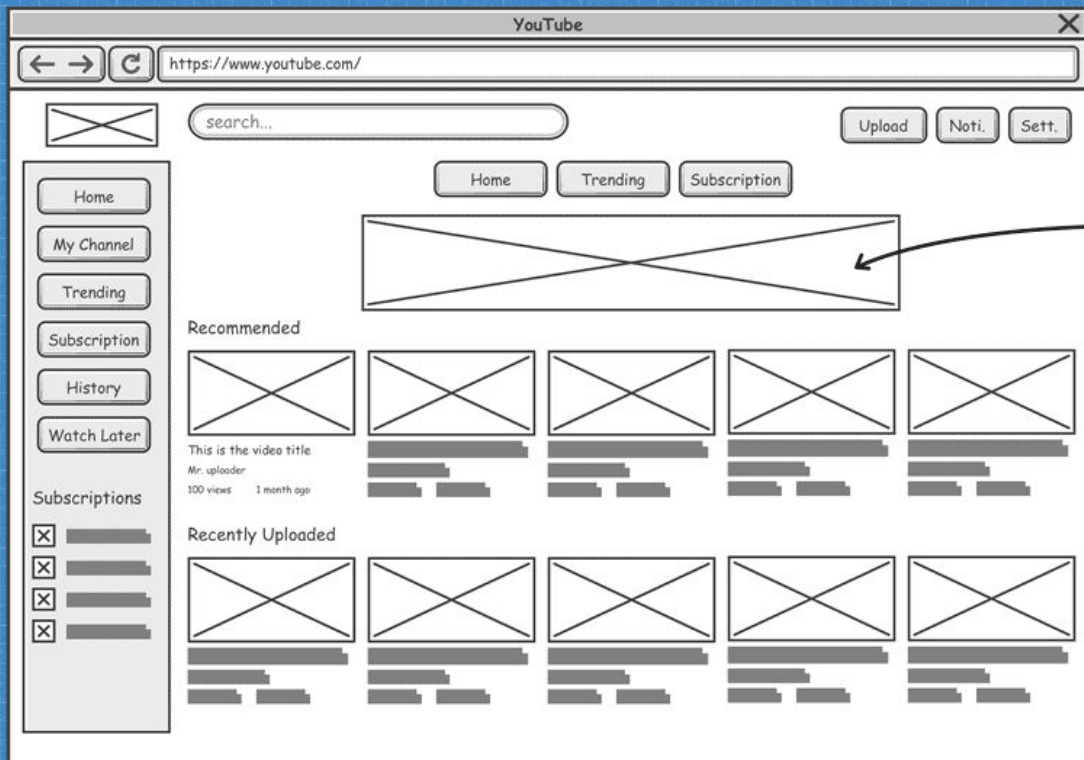 YouTube
https://www.youtube.com/
search...
Upload Noti. Sett.
Home Trending Subscription
Home
My Channel
Trending
Subscription
History
Watch Later
Subscriptions
Recommended
This is the video title
Mr. uploader
100 views 1 month ago
Recently Uploaded